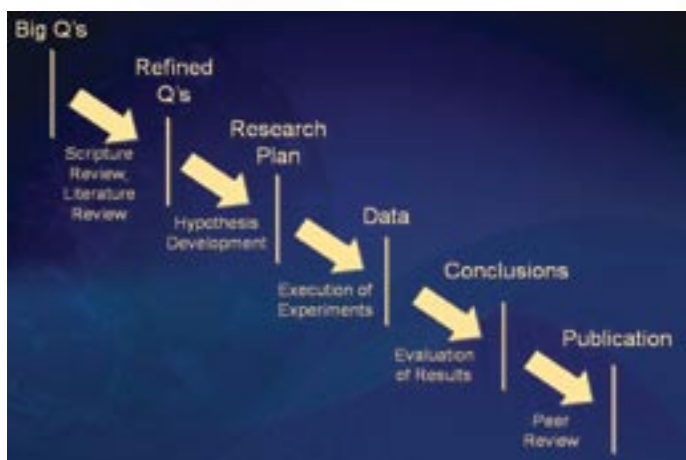 Big Q's
Refined
Q's
Scripture
Review,
Literature
Review
Research
Plan
Hypothesis
Development
Data
Execution of
Experiments
Conclusions
Evaluation
of Results
Publication
Peer
Review